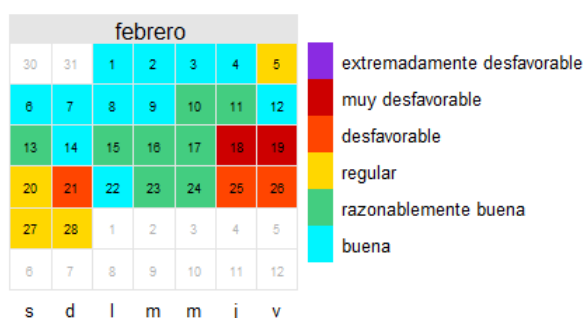 febrero
30 31 1 2 3 4 5
6 7 8 9 10 11 12
13 14 15 16 17 18 19
20 21 22 23 24 25 26
27 28 1 2 3 4 5
6 7 8 9 10 11 12
s d l m m j v
extremadamente desfavorable
muy desfavorable
desfavorable
regular
razonablemente buena
buena